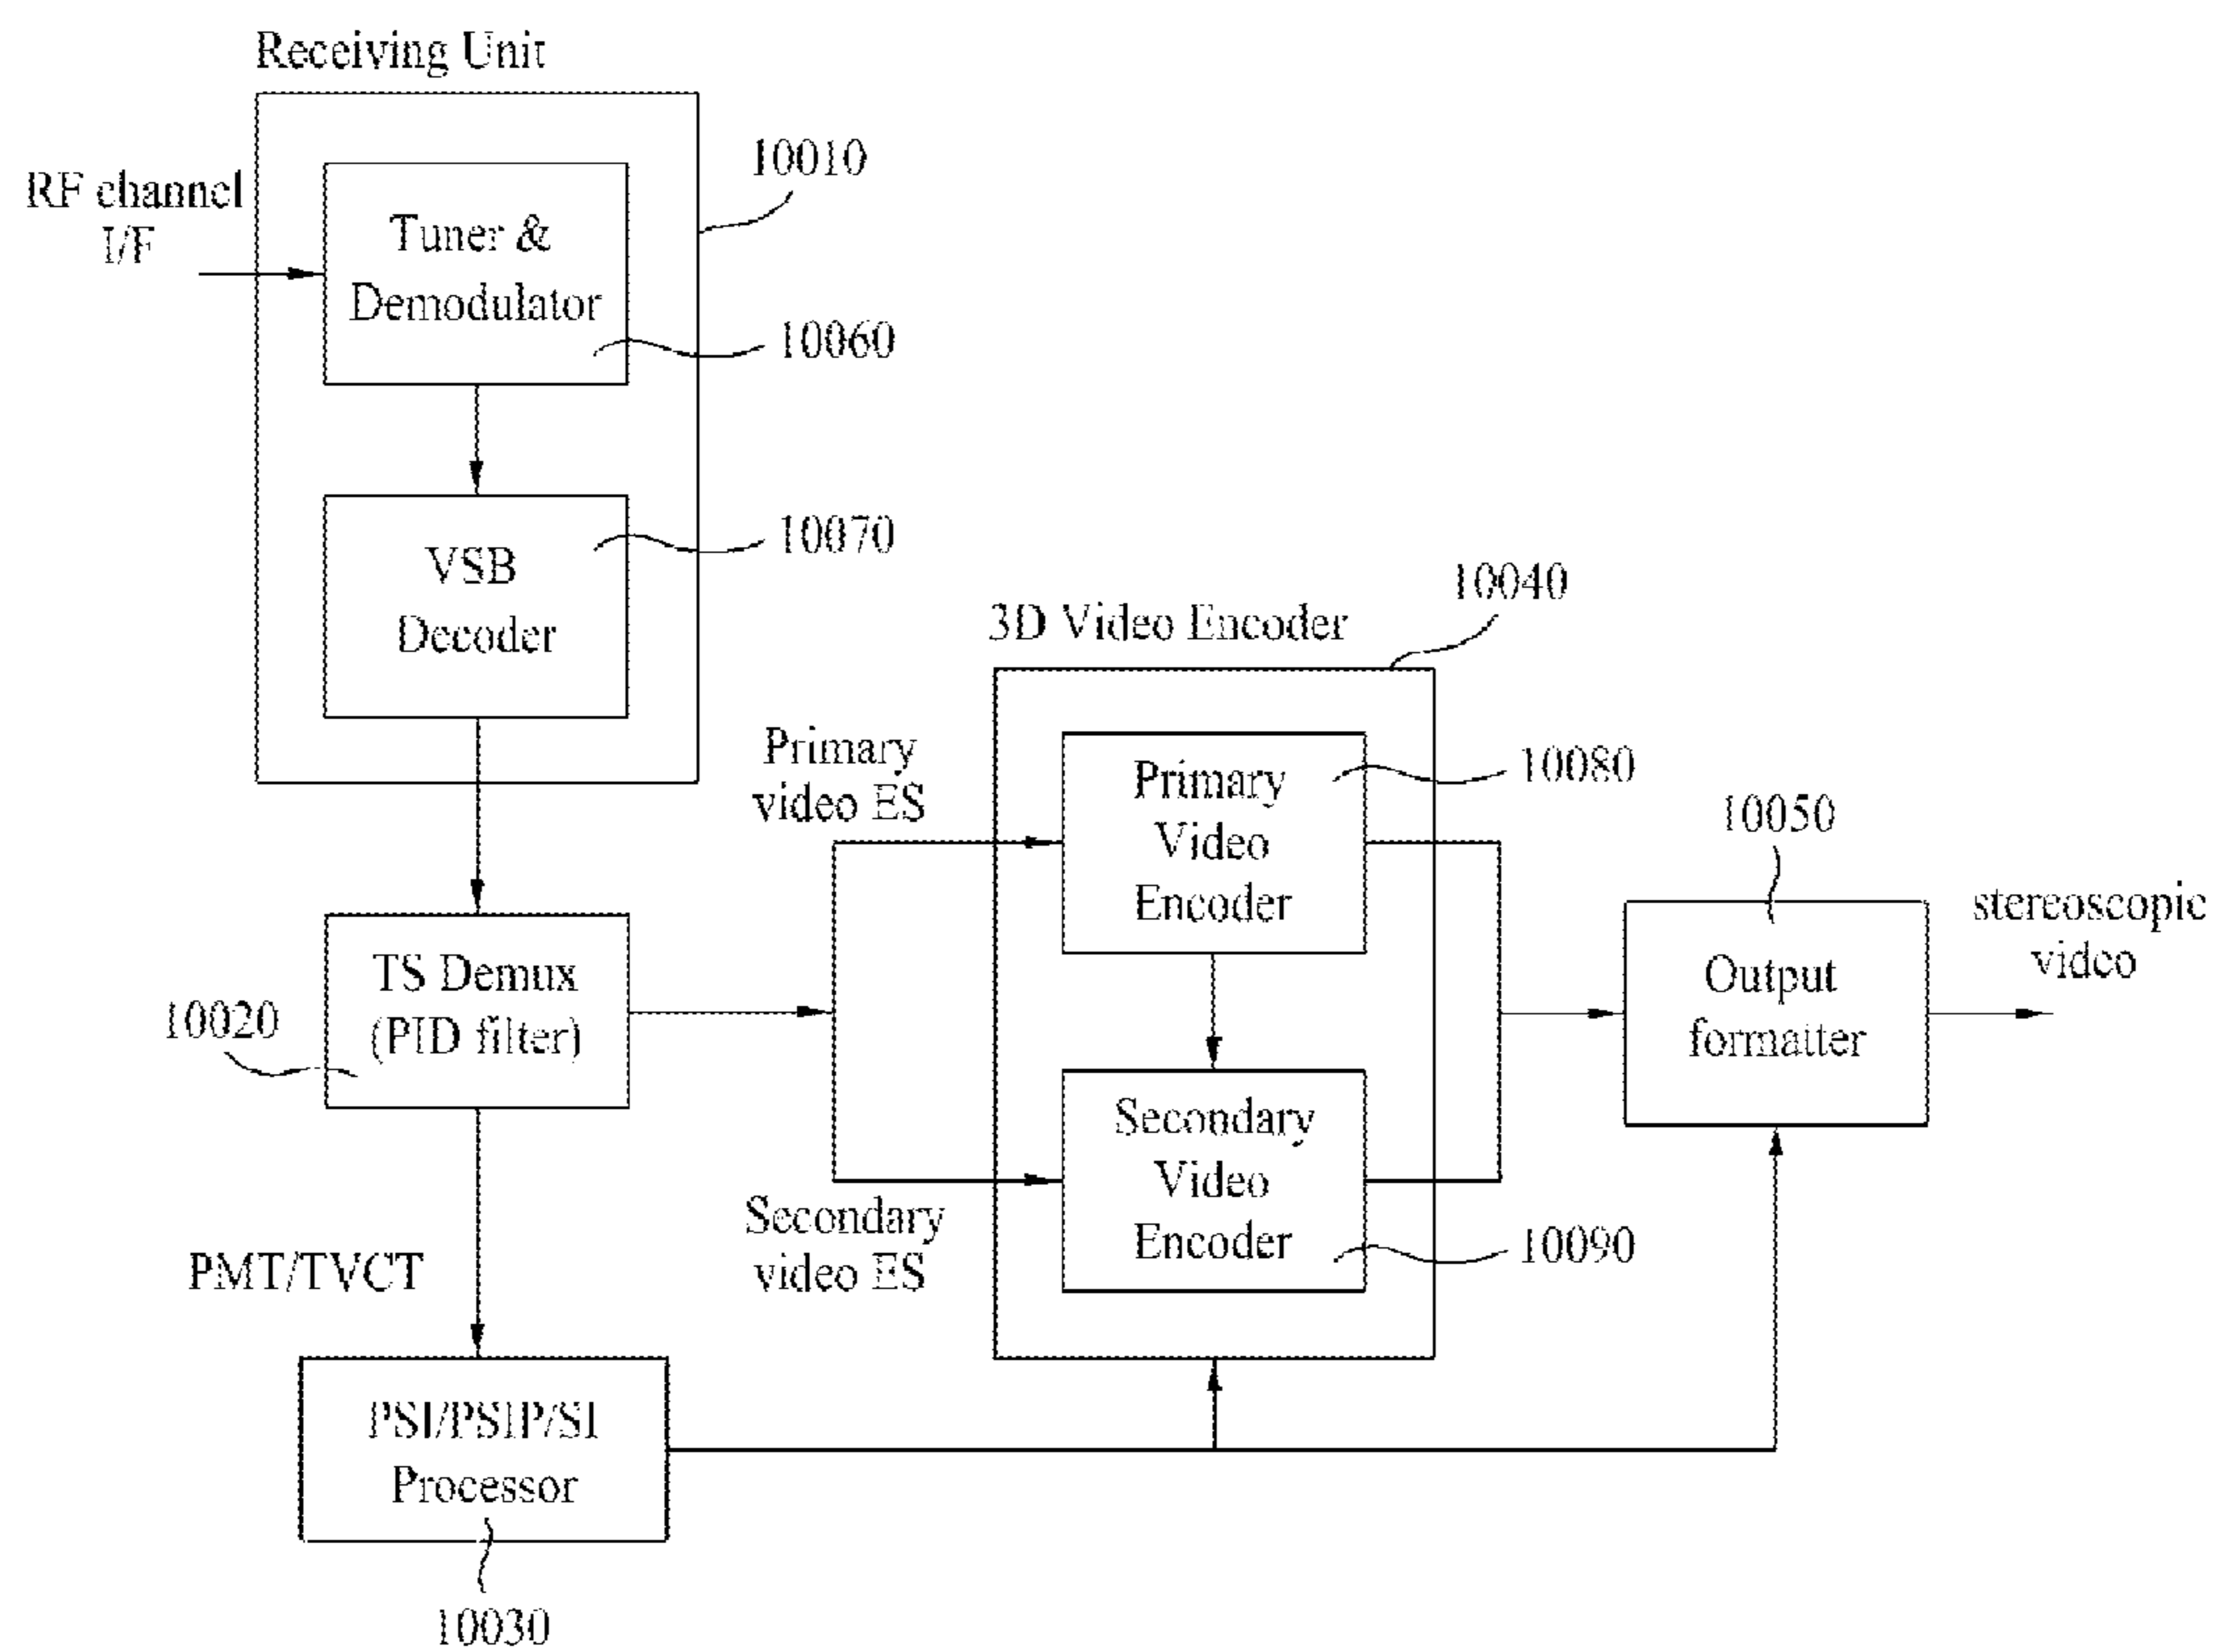 Receiving Unit
10010
RF channel
I/F
Tuner &
Demodulator
10060
10070
VSB
Decoder
10040
3D Video Encoder
Primary
video ES
10080
Primary
Video
Encoder
10050
stereoscopic
video
TS Demux
(PID filter)
10020
Output
formatter
Secondary
Video
Encoder
Secondary
video ES
10090
PMT/TVCT
PSI/PSIP/SI
Processor
10030